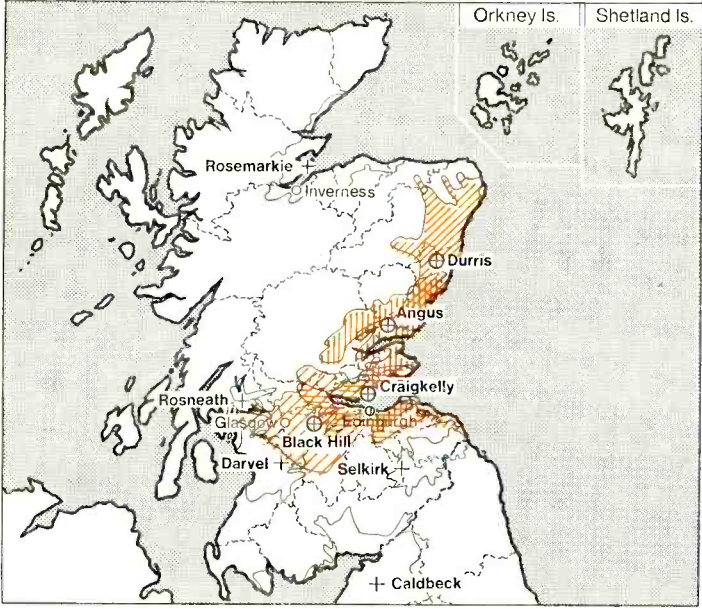 Orkney Is.
Shetland Is.
Rosemarkie
Inverness
Durris
Angus
Craigkelly
Rosneath
Glasgow
Edinburgh
Black Hill
Darvel
Selkirk
Caldbeck